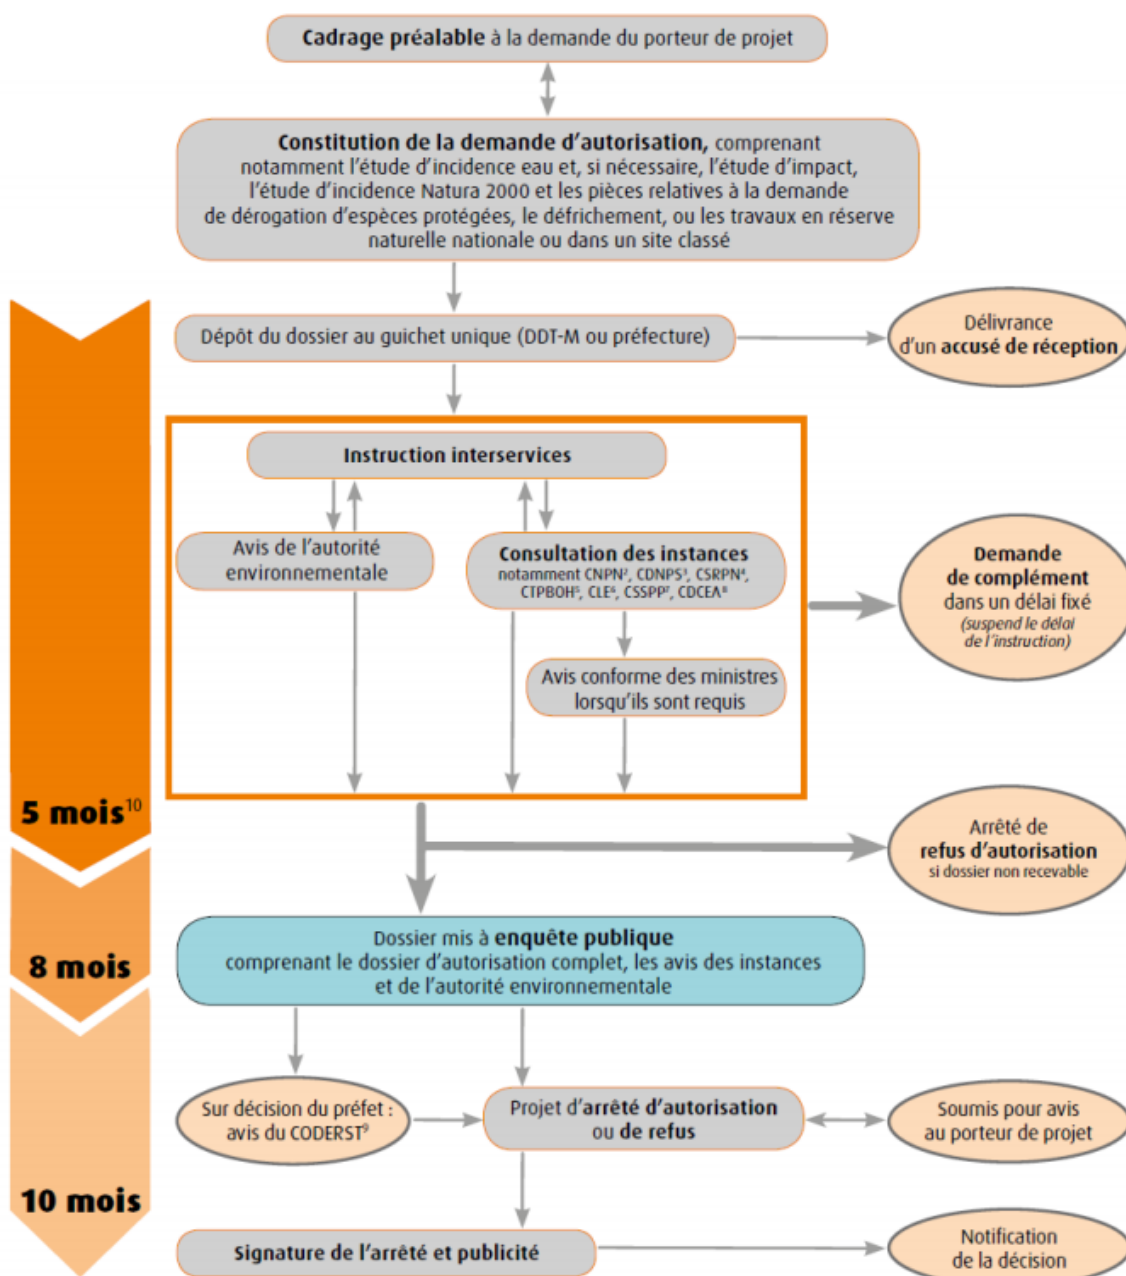 Cadrage préalable à la demande du porteur de projet
Constitution de la demande d'autorisation, comprenant
notamment l'étude d'incidence eau et, si nécessaire, l'étude d'impact,
l'étude d'incidence Natura 2000 et les pièces relatives à la demande
de dérogation d'espèces protégées, le défrichement, ou les travaux en réserve
naturelle nationale ou dans un site classé
Dépôt du dossier au guichet unique (DDT-M ou préfecture)
Délivrance
d'un accusé de réception
Instruction interservices
Avis de l'autorité
environnementale
Consultation des instances
notamment CNPN², CDNPS³, CSRPN⁴,
CTPBOH⁵, CLE⁶, CSSPP⁷, CDCEA⁸
Avis conforme des ministres
lorsqu'ils sont requis
Demande
de complément
dans un délai fixé
(suspend le délai
de l'instruction)
5 mois¹⁰
Arrêté de
refus d'autorisation
si dossier non recevable
8 mois
Dossier mis à enquête publique
comprenant le dossier d'autorisation complet, les avis des instances
et de l'autorité environnementale
Sur décision du préfet :
avis du CODERST⁹
Projet d'arrêté d'autorisation
ou de refus
Soumis pour avis
au porteur de projet
10 mois
Signature de l'arrêté et publicité
Notification
de la décision